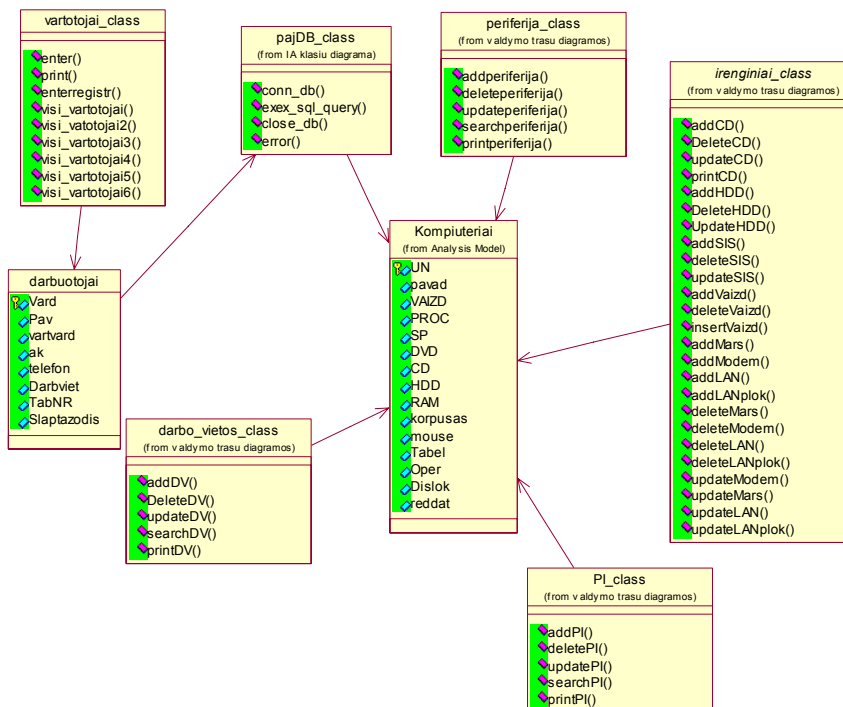 vartotojai_class
enter()
print()
enterregistr()
visi_vartotojai()
visi_vatotojai2()
visi_vartotojai3()
visi_vartotojai4()
visi_vartotojai5()
visi_vartotojai6()
pajDB_class
(from IA klasiu diagrama)
conn_db()
exex_sql_query()
close_db()
error()
periferija_class
(from valdymo trasu diagramos)
addperiferija()
deleteperiferija()
updateperiferija()
searchperiferija()
printperiferija()
irenginiai_class
(from valdymo trasu diagramos)
addCD()
DeleteCD()
updateCD()
printCD()
addHDD()
DeleteHDD()
UpdateHDD()
addSIS()
deleteSIS()
updateSIS()
addVaizd()
deleteVaizd()
insertVaizd()
addMars()
addModem()
addLAN()
addLANplok()
deleteMars()
deleteModem()
deleteLAN()
deleteLANplok()
updateModem()
updateMars()
updateLAN()
updateLANplok()
darbuotojai
Vard
Pav
vartvard
ak
telefon
Darbviet
TabNR
Slaptazodis
Kompiuteriai
(from Analysis Model)
UN
pavad
VAIZD
PROC
SP
DVD
CD
HDD
RAM
korpusas
mouse
Tabel
Oper
Dislok
reddat
darbo_vietos_class
(from valdymo trasu diagramos)
addDV()
DeleteDV()
updateDV()
searchDV()
printDV()
PI_class
(from valdymo trasu diagramos)
addPI()
deletePI()
updatePI()
searchPI()
printPI()